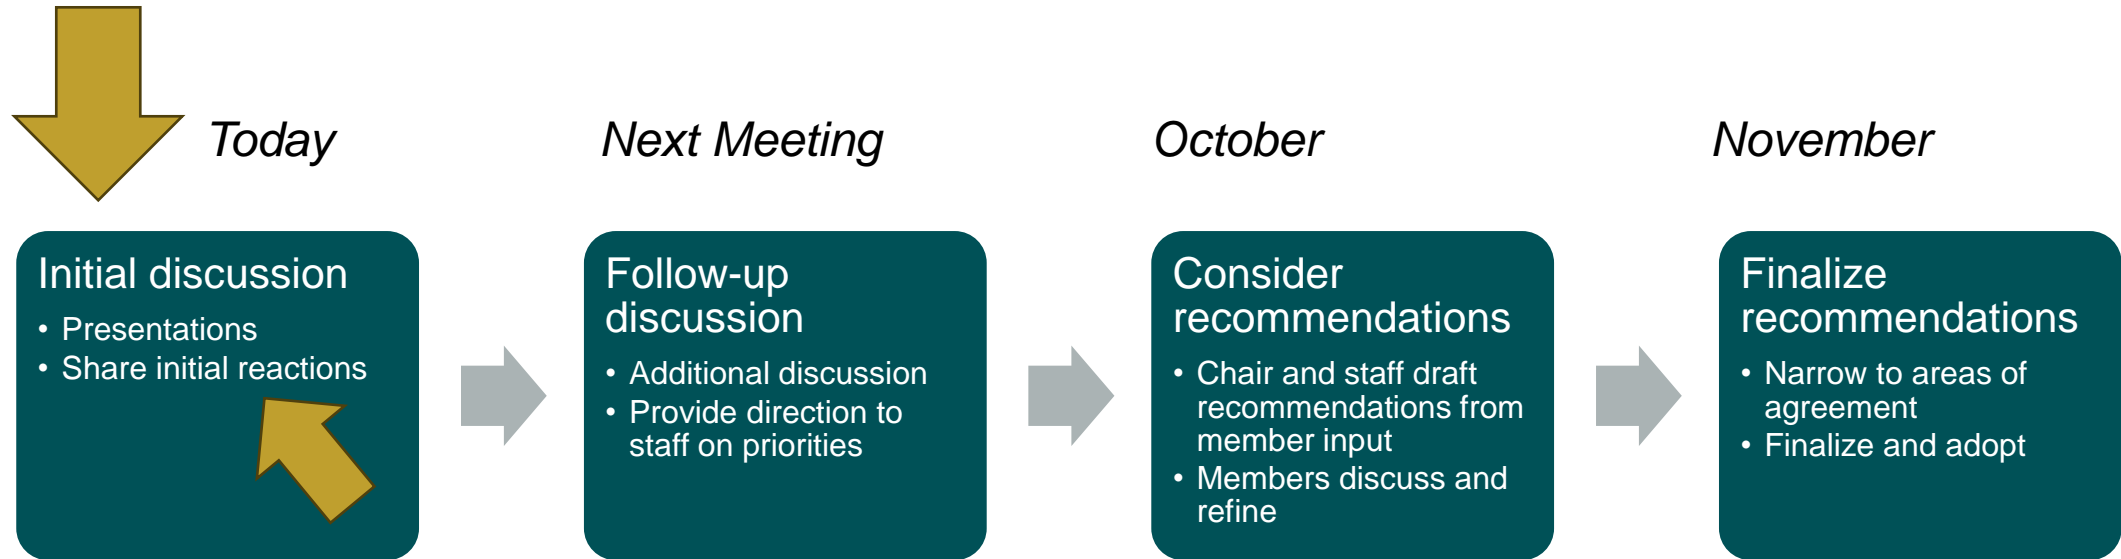 Today
Next Meeting
October
November
Initial discussion
• Presentations
• Share initial reactions
Follow-up
discussion
• Additional discussion
• Provide direction to
staff on priorities
Consider
recommendations
• Chair and staff draft
recommendations from
member input
• Members discuss and
refine
Finalize
recommendations
• Narrow to areas of
agreement
• Finalize and adopt